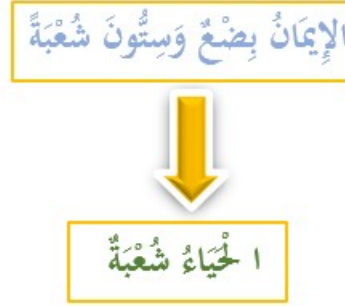 الإِيمَانُ بِضْعٌ وَسِتُّونَ شُعْبَةً
ا لْحَيَاءُ شُعْبَةٌ